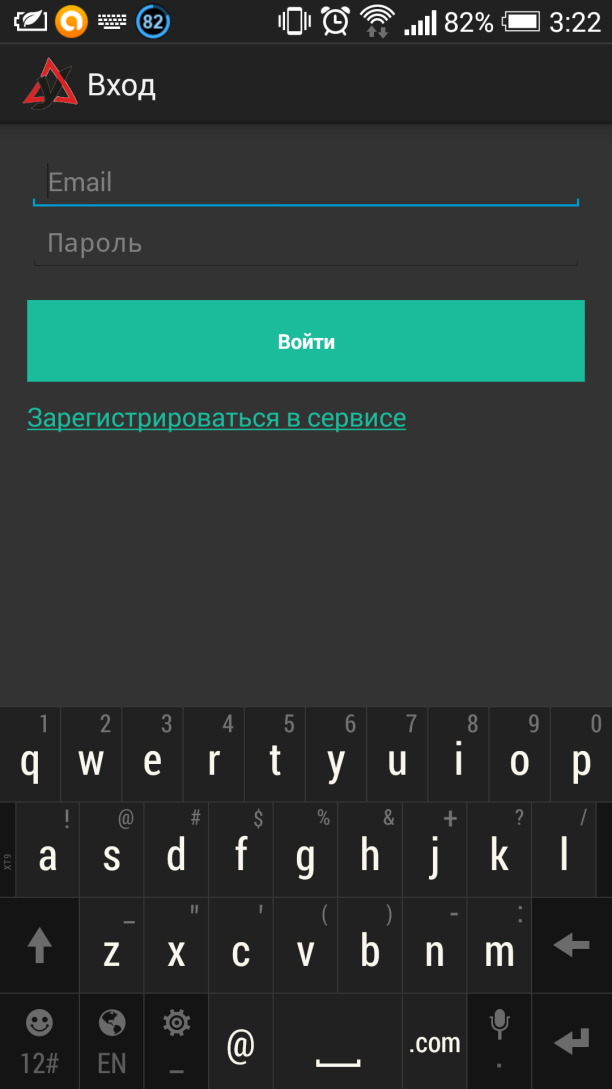 82 82% 3:22
Вход
Email
Пароль
Войти
Зарегистрироваться в сервисе
1 2 3 4 5 6 7 8 9 0
q w e r t y u i o p
! @ # $ % & + ? /
XT9 a s d f g h j k l
_ " ' ( ) - :
z x c v b n m
@ .com
12# EN _ .